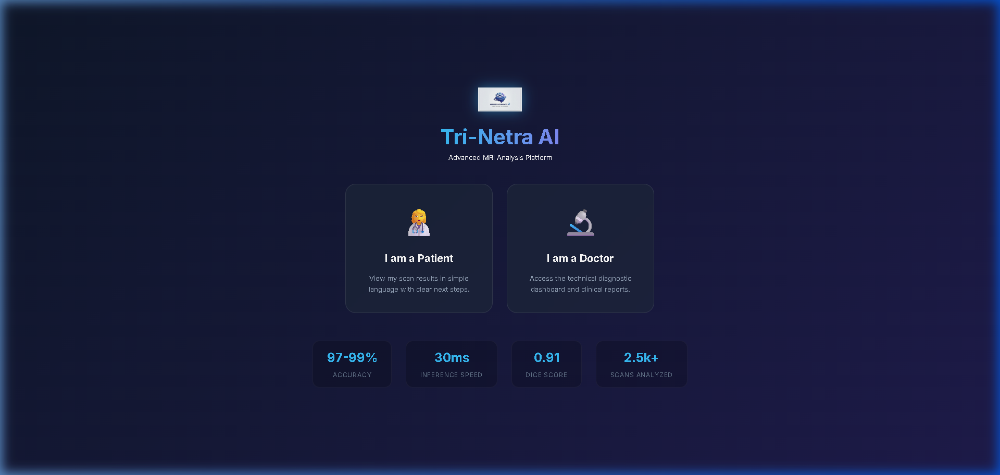 Tri-Netra AI
Advanced MRI Analysis Platform
I am a Patient
View my scan results in simple
language with clear next steps.
I am a Doctor
Access the technical diagnostic
dashboard and clinical reports.
97-99%
ACCURACY
30ms
INFERENCE SPEED
0.91
DICE SCORE
2.5k+
SCANS ANALYZED